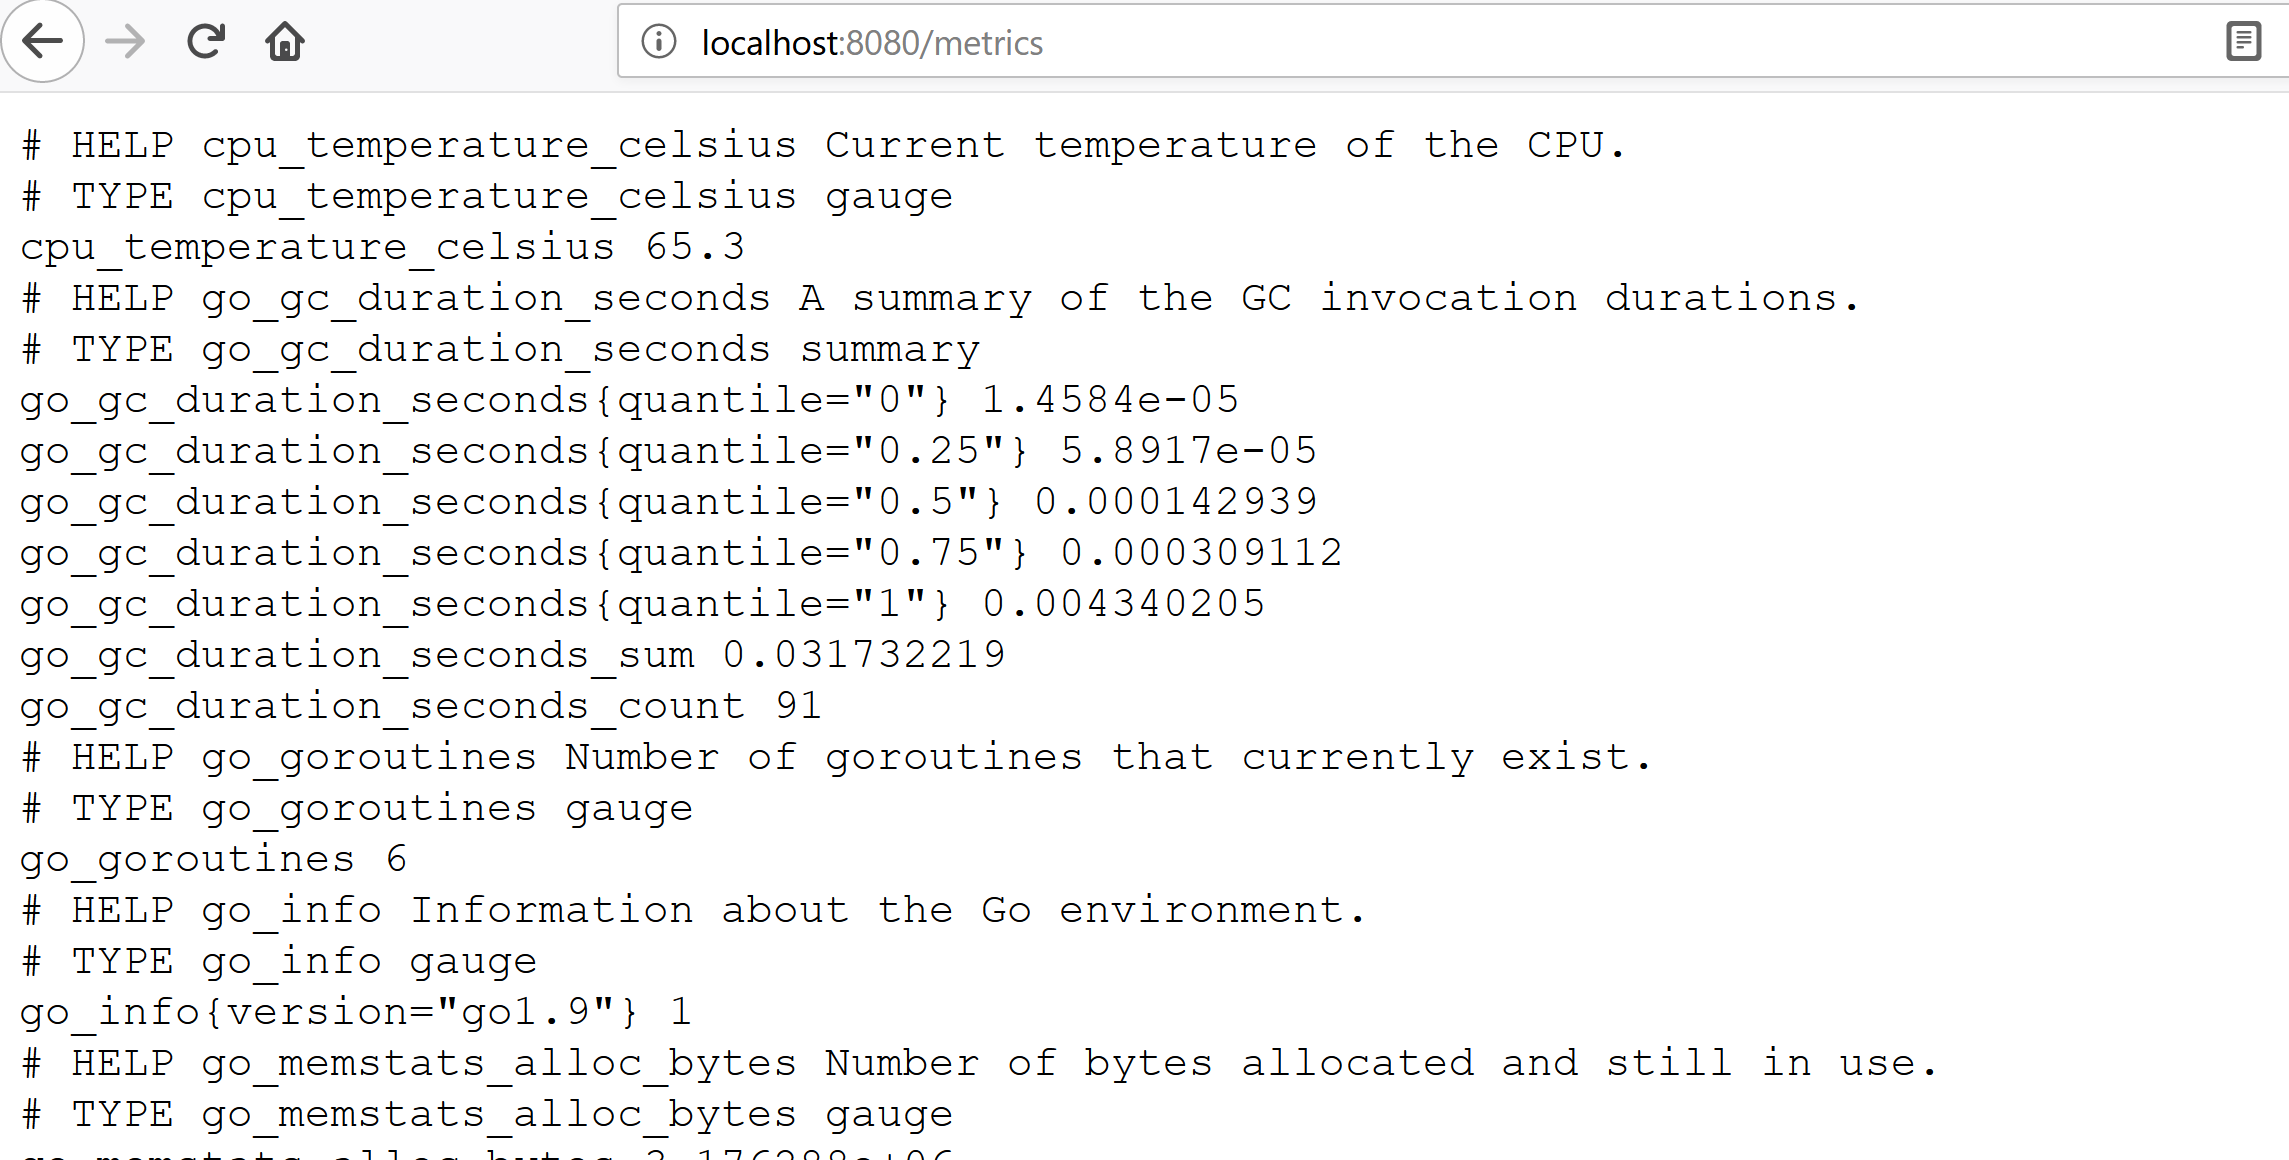 localhost:8080/metrics
# HELP cpu_temperature_celsius Current temperature of the CPU.
# TYPE cpu_temperature_celsius gauge
cpu_temperature_celsius 65.3
# HELP go_gc_duration_seconds A summary of the GC invocation durations.
# TYPE go_gc_duration_seconds summary
go_gc_duration_seconds{quantile="0"} 1.4584e-05
go_gc_duration_seconds{quantile="0.25"} 5.8917e-05
go_gc_duration_seconds{quantile="0.5"} 0.000142939
go_gc_duration_seconds{quantile="0.75"} 0.000309112
go_gc_duration_seconds{quantile="1"} 0.004340205
go_gc_duration_seconds_sum 0.031732219
go_gc_duration_seconds_count 91
# HELP go_goroutines Number of goroutines that currently exist.
# TYPE go_goroutines gauge
go_goroutines 6
# HELP go_info Information about the Go environment.
# TYPE go_info gauge
go_info{version="go1.9"} 1
# HELP go_memstats_alloc_bytes Number of bytes allocated and still in use.
# TYPE go_memstats_alloc_bytes gauge
go_memstats_alloc_bytes